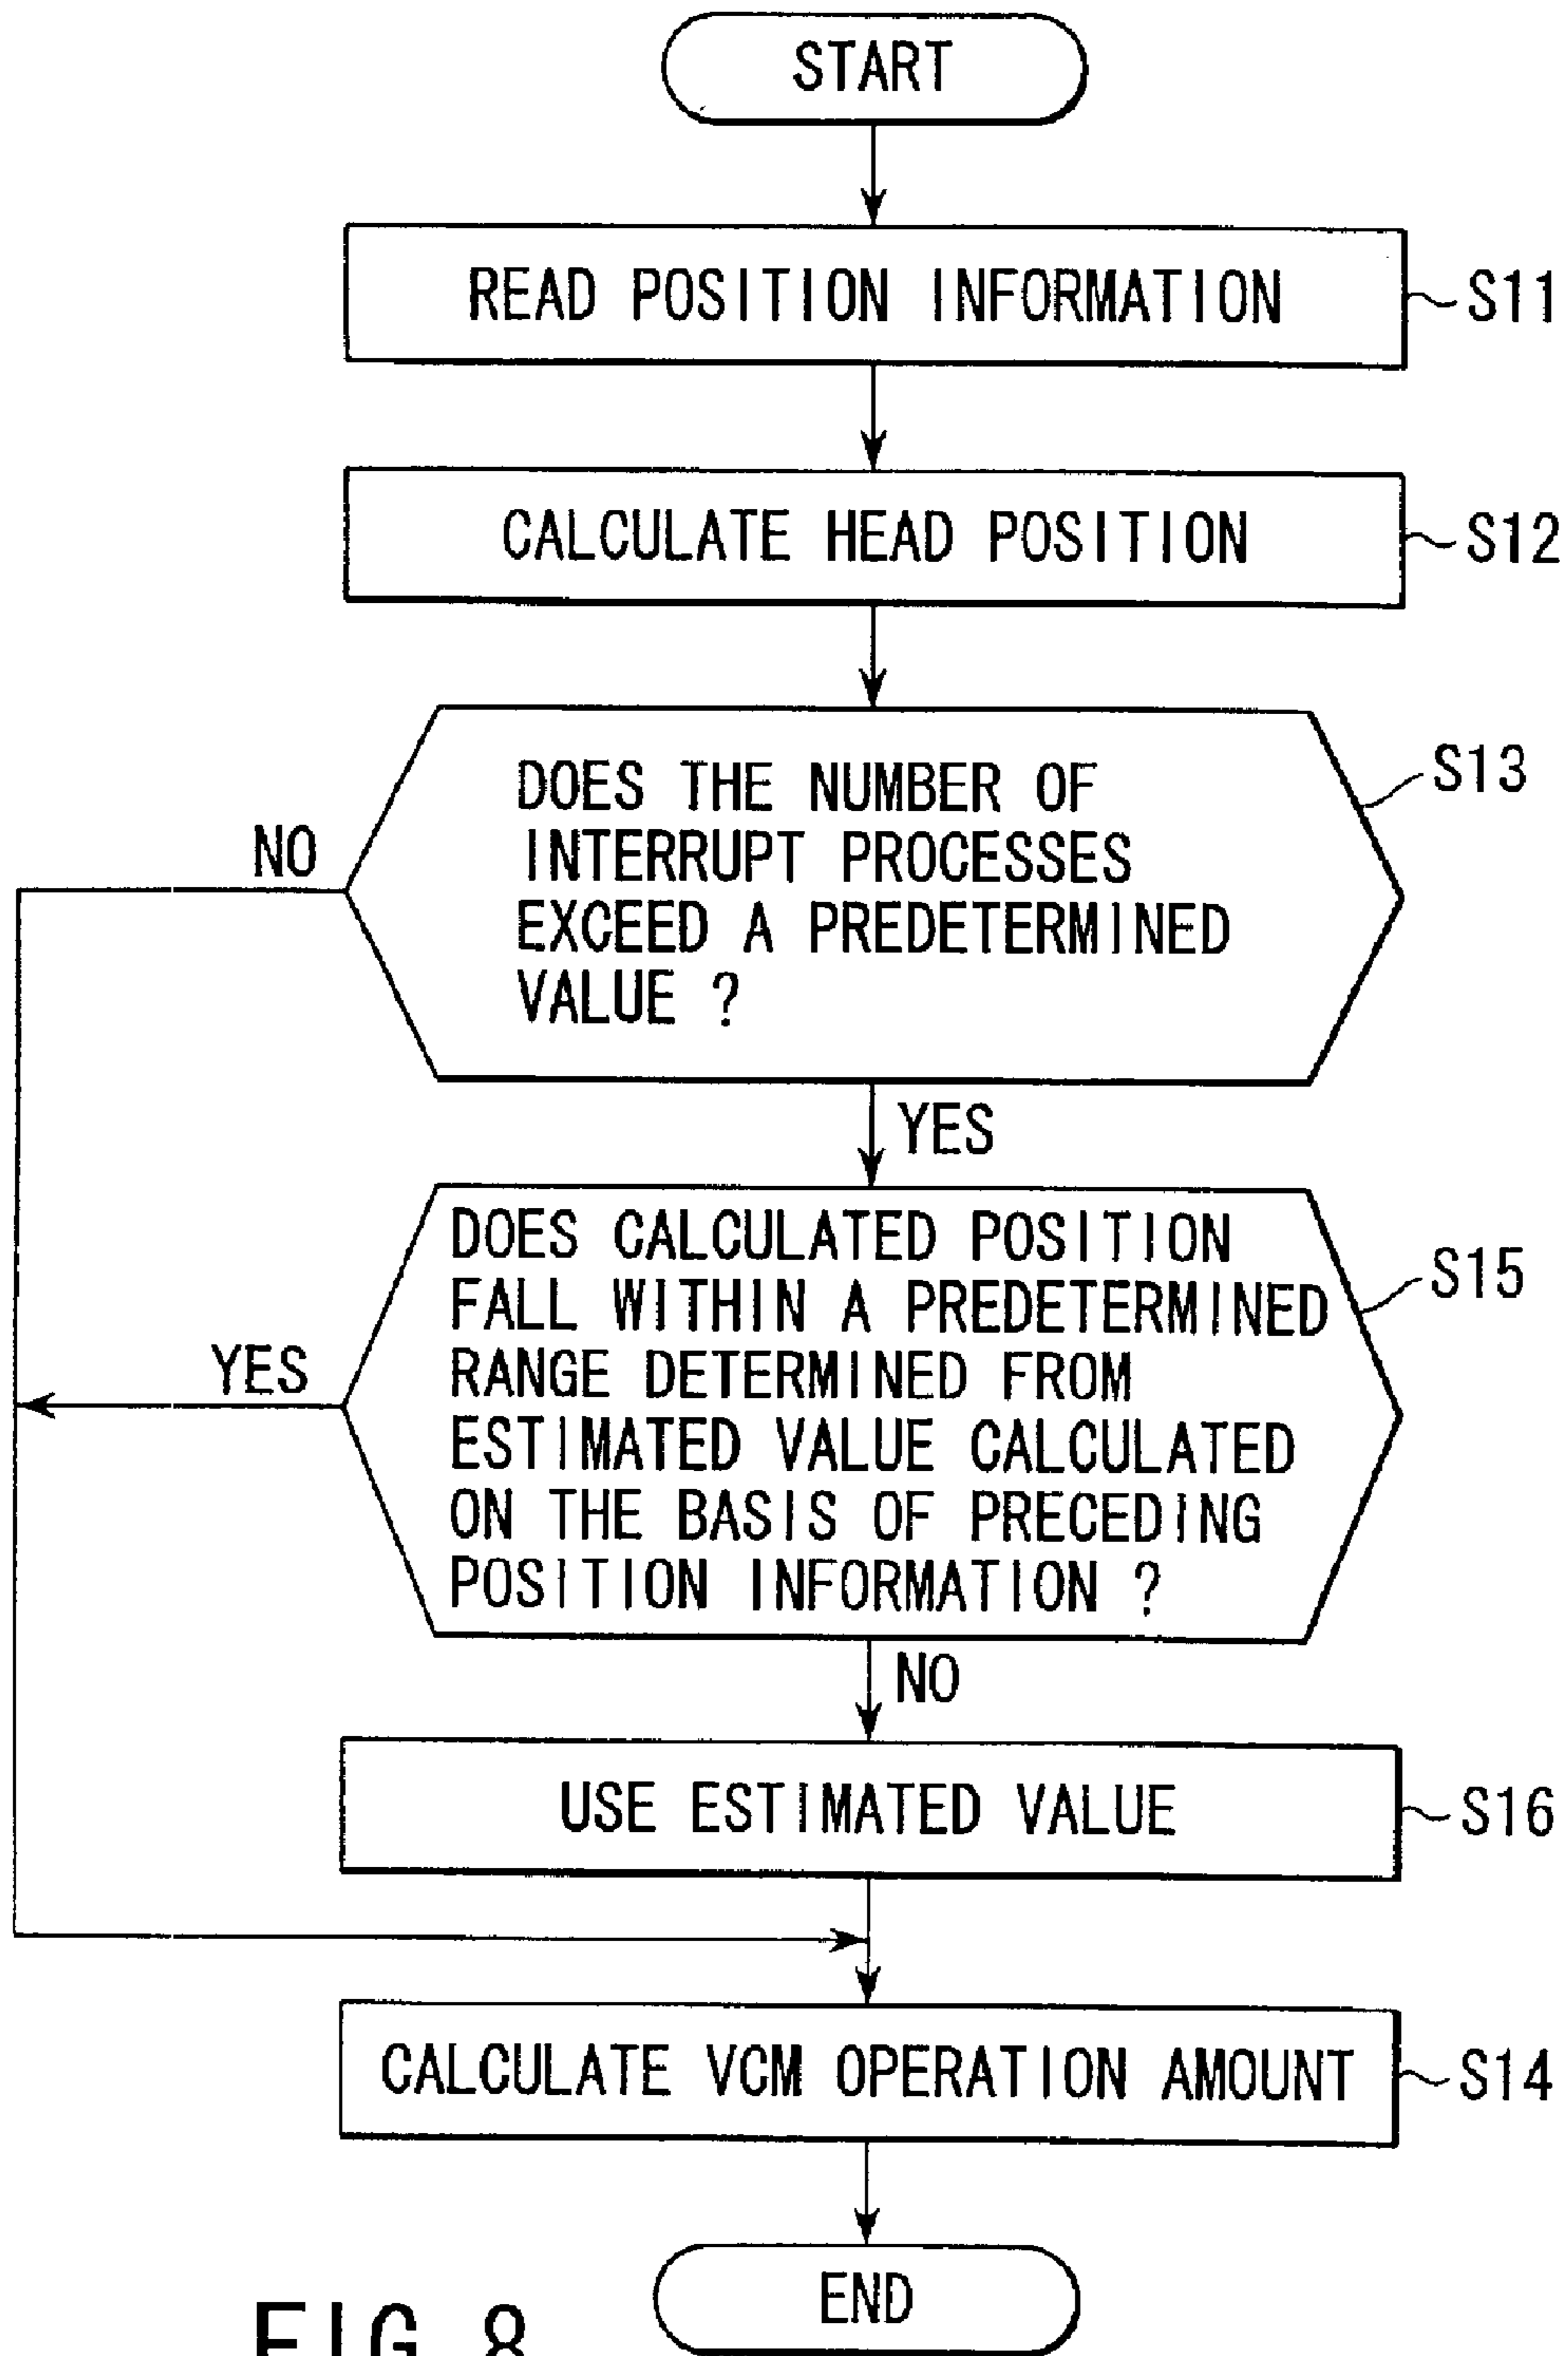 START
READ POSITION INFORMATION
S11
CALCULATE HEAD POSITION
S12
DOES THE NUMBER OF
INTERRUPT PROCESSES
EXCEED A PREDETERMINED
VALUE ?
S13
NO
YES
DOES CALCULATED POSITION
FALL WITHIN A PREDETERMINED
RANGE DETERMINED FROM
ESTIMATED VALUE CALCULATED
ON THE BASIS OF PRECEDING
POSITION INFORMATION ?
S15
YES
NO
USE ESTIMATED VALUE
S16
CALCULATE VCM OPERATION AMOUNT
S14
END
FIG 8